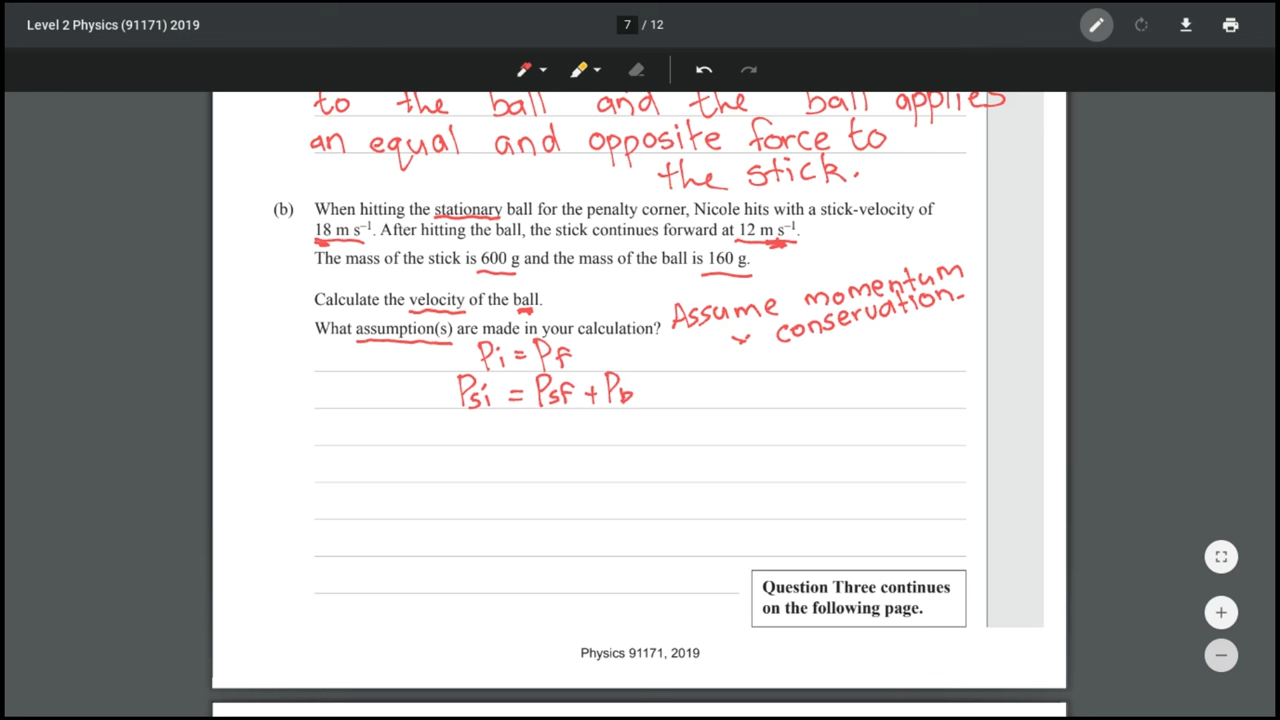 Level 2 Physics (91171) 2019
7 / 12
to the ball and the ball applies
an equal and opposite force to
the stick.
(b) When hitting the stationary ball for the penalty corner, Nicole hits with a stick-velocity of
18 m s⁻¹. After hitting the ball, the stick continues forward at 12 m s⁻¹.
The mass of the stick is 600 g and the mass of the ball is 160 g.
Calculate the velocity of the ball.
What assumption(s) are made in your calculation?
Assume momentum
conservation.
Pi = Pf
Psi = Psf + Pb
Question Three continues
on the following page.
Physics 91171, 2019